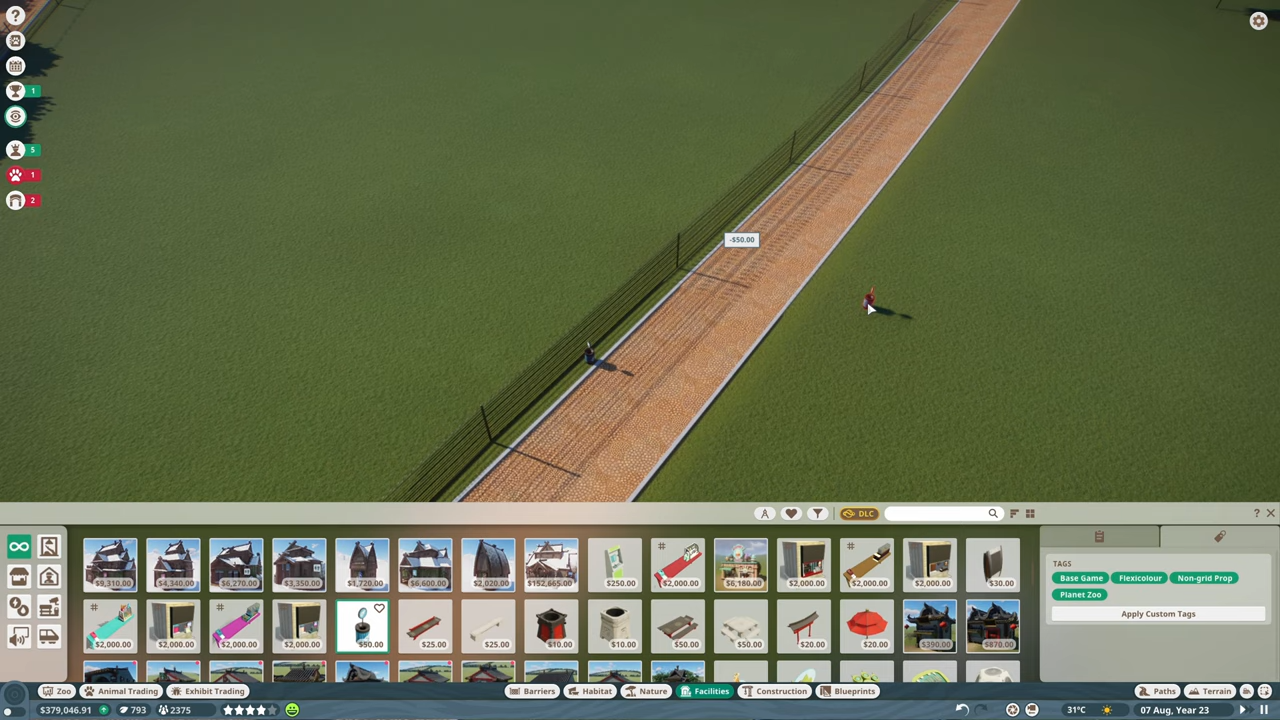 ?
1
5
1
2
-$50.00
DLC
? ×
$9,310.00 $4,340.00 $6,270.00 $3,350.00 $1,720.00 $6,600.00 $2,020.00 $152,665.00 $250.00 # $2,000.00 $6,160.00 $2,000.00 # $2,000.00 $2,000.00 $30.00
# $2,000.00 $2,000.00 # $2,000.00 $2,000.00 $50.00 $25.00 $25.00 $10.00 $10.00 $50.00 $50.00 $20.00 $20.00 $390.00 $870.00
TAGS
Base Game Flexicolour Non-grid Prop
Planet Zoo
Apply Custom Tags
Zoo Animal Trading Exhibit Trading Barriers Habitat Nature Facilities Construction Blueprints Paths Terrain
$379,046.91 793 2375 31°C 07 Aug, Year 23